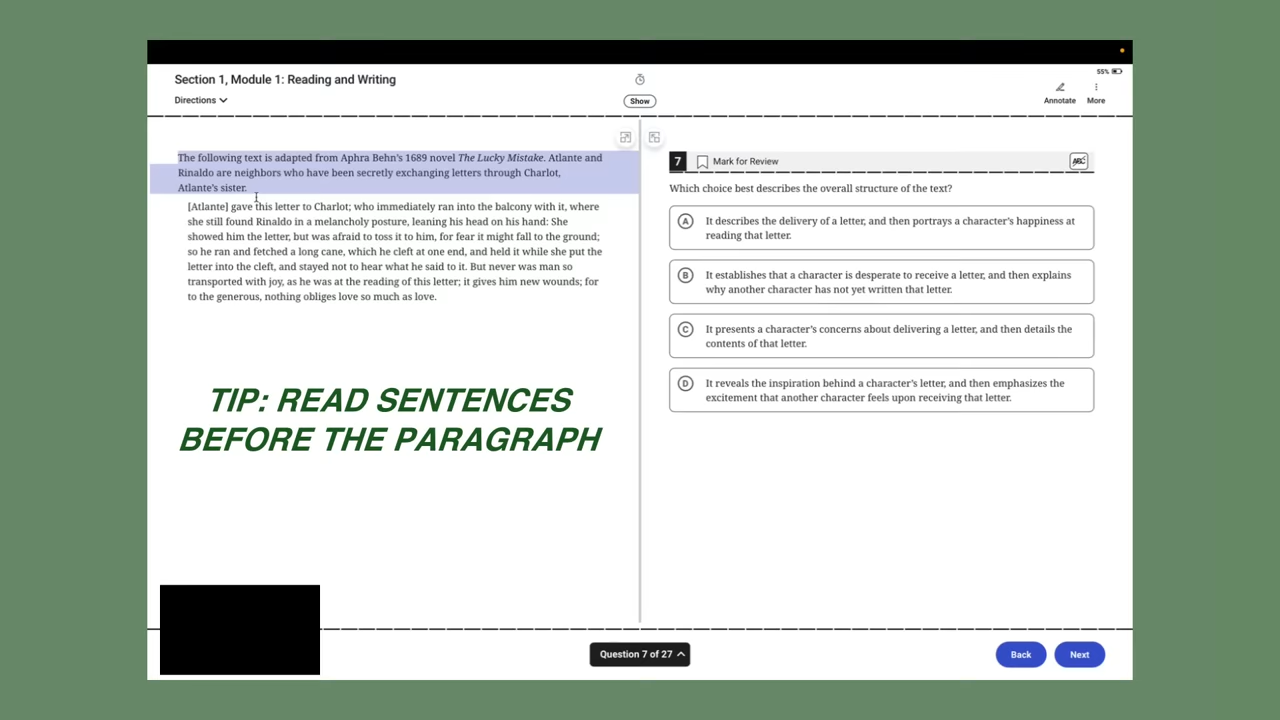 55%
Section 1, Module 1: Reading and Writing
Directions
Show
Annotate
More
The following text is adapted from Aphra Behn's 1689 novel The Lucky Mistake. Atlante and
Rinaldo are neighbors who have been secretly exchanging letters through Charlot,
Atlante's sister.
[Atlante] gave this letter to Charlot; who immediately ran into the balcony with it, where
she still found Rinaldo in a melancholy posture, leaning his head on his hand: She
showed him the letter, but was afraid to toss it to him, for fear it might fall to the ground;
so he ran and fetched a long cane, which he cleft at one end, and held it while she put the
letter into the cleft, and stayed not to hear what he said to it. But never was man so
transported with joy, as he was at the reading of this letter; it gives him new wounds; for
to the generous, nothing obliges love so much as love.
TIP: READ SENTENCES
BEFORE THE PARAGRAPH
7
Mark for Review
ABC
Which choice best describes the overall structure of the text?
A
It describes the delivery of a letter, and then portrays a character's happiness at
reading that letter.
B
It establishes that a character is desperate to receive a letter, and then explains
why another character has not yet written that letter.
C
It presents a character's concerns about delivering a letter, and then details the
contents of that letter.
D
It reveals the inspiration behind a character's letter, and then emphasizes the
excitement that another character feels upon receiving that letter.
Question 7 of 27
Back
Next